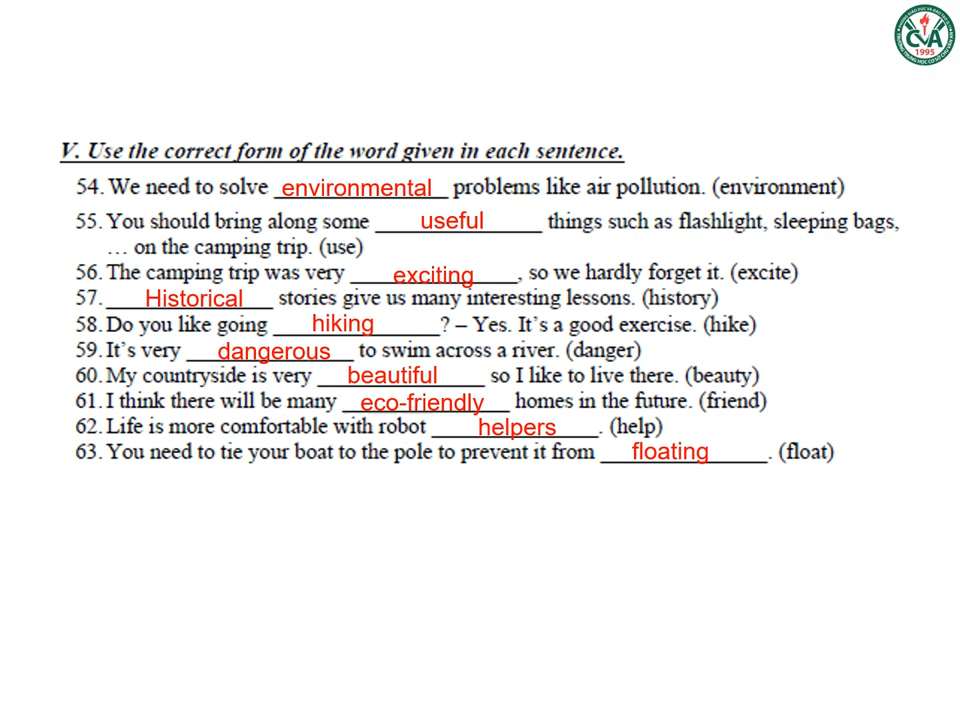 CVA
1995
V. Use the correct form of the word given in each sentence.
54. We need to solve environmental problems like air pollution. (environment)
55. You should bring along some useful things such as flashlight, sleeping bags,
… on the camping trip. (use)
56. The camping trip was very exciting, so we hardly forget it. (excite)
57. Historical stories give us many interesting lessons. (history)
58. Do you like going hiking? – Yes. It’s a good exercise. (hike)
59. It’s very dangerous to swim across a river. (danger)
60. My countryside is very beautiful so I like to live there. (beauty)
61. I think there will be many eco-friendly homes in the future. (friend)
62. Life is more comfortable with robot helpers. (help)
63. You need to tie your boat to the pole to prevent it from floating. (float)